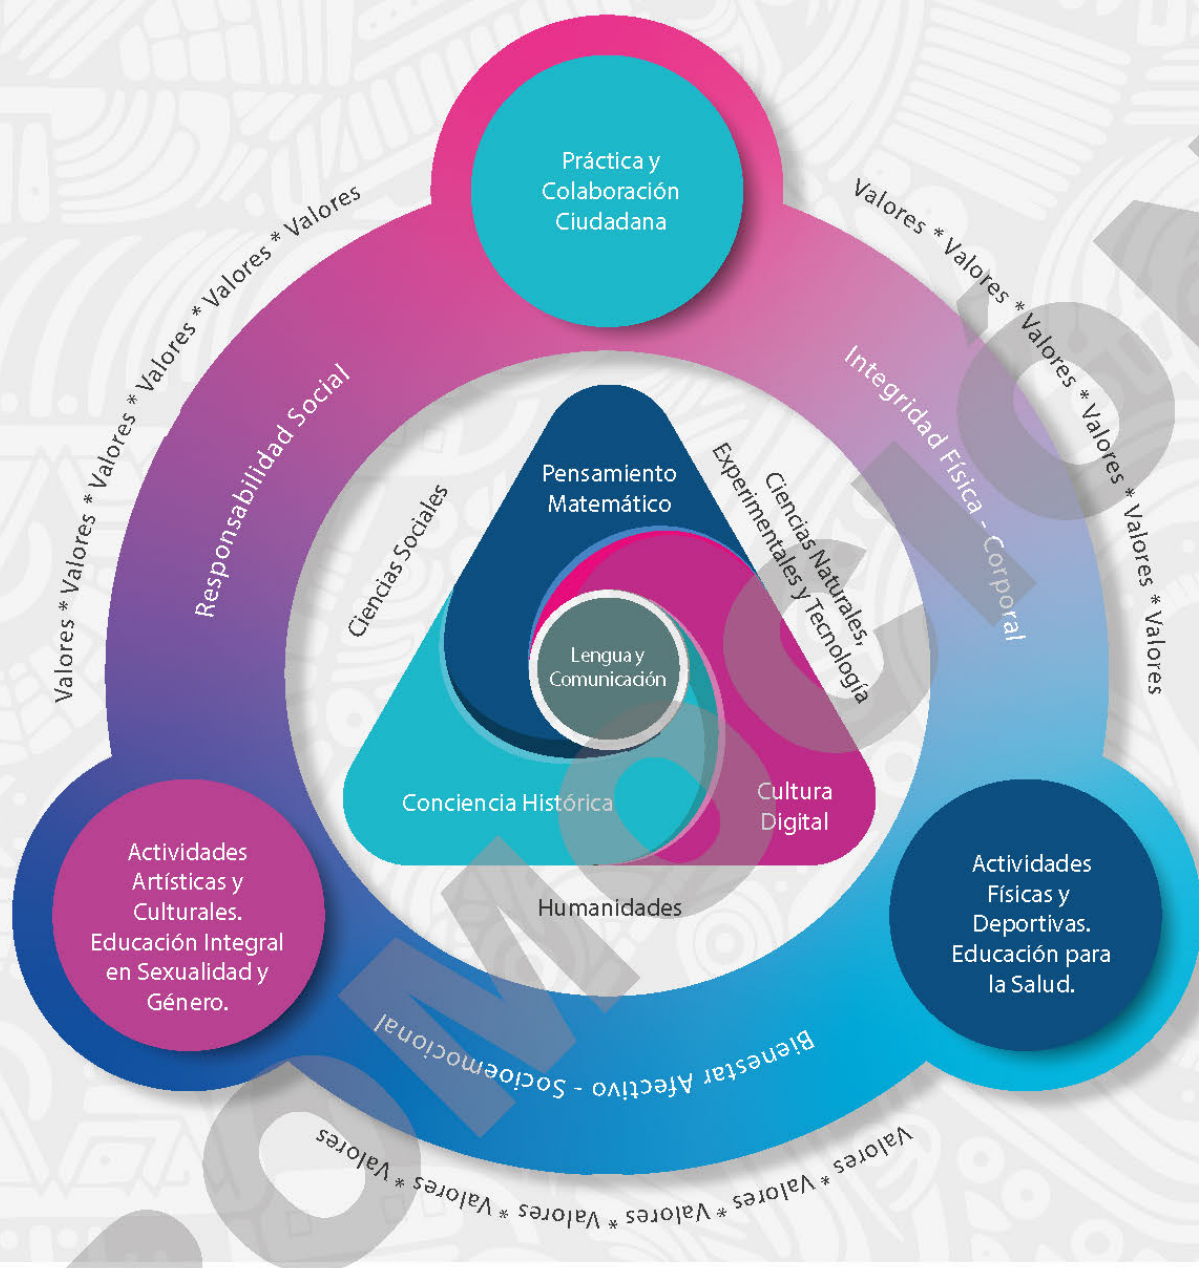 Práctica y
Colaboración
Ciudadana
Valores * Valores * Valores * Valores * Valores * Valores
Valores * Valores * Valores * Valores * Valores * Valores
Responsabilidad Social
Integridad Física - Corporal
Ciencias Sociales
Pensamiento
Matemático
Ciencias Naturales,
Experimentales y Tecnología
Lengua y
Comunicación
Conciencia Histórica
Cultura
Digital
Humanidades
Actividades
Artísticas y
Culturales.
Educación Integral
en Sexualidad y
Género.
Actividades
Físicas y
Deportivas.
Educación para
la Salud.
Bienestar Afectivo - Socioemocional
Valores * Valores * Valores * Valores * Valores * Valores